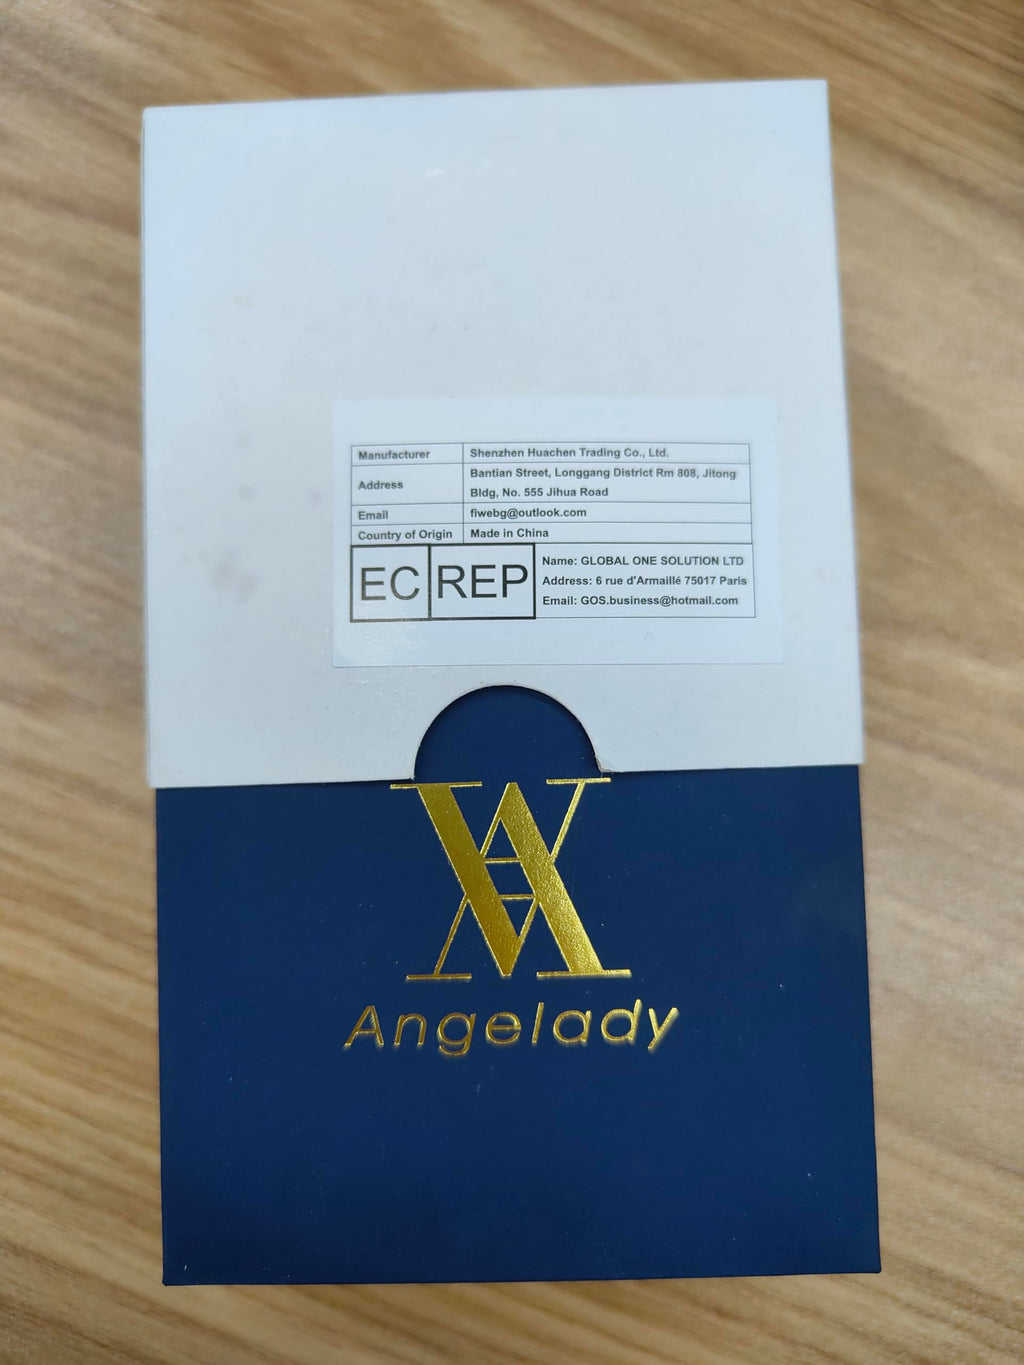 Manufacturer Shenzhen Huachen Trading Co., Ltd.
Address Bantian Street, Longgang District Rm 808, Jitong
Bldg, No. 555 Jihua Road
Email fiwebg@outlook.com
Country of Origin Made in China
EC REP
Name: GLOBAL ONE SOLUTION LTD
Address: 6 rue d'Armaillé 75017 Paris
Email: GOS.business@hotmail.com
VA
Angelady